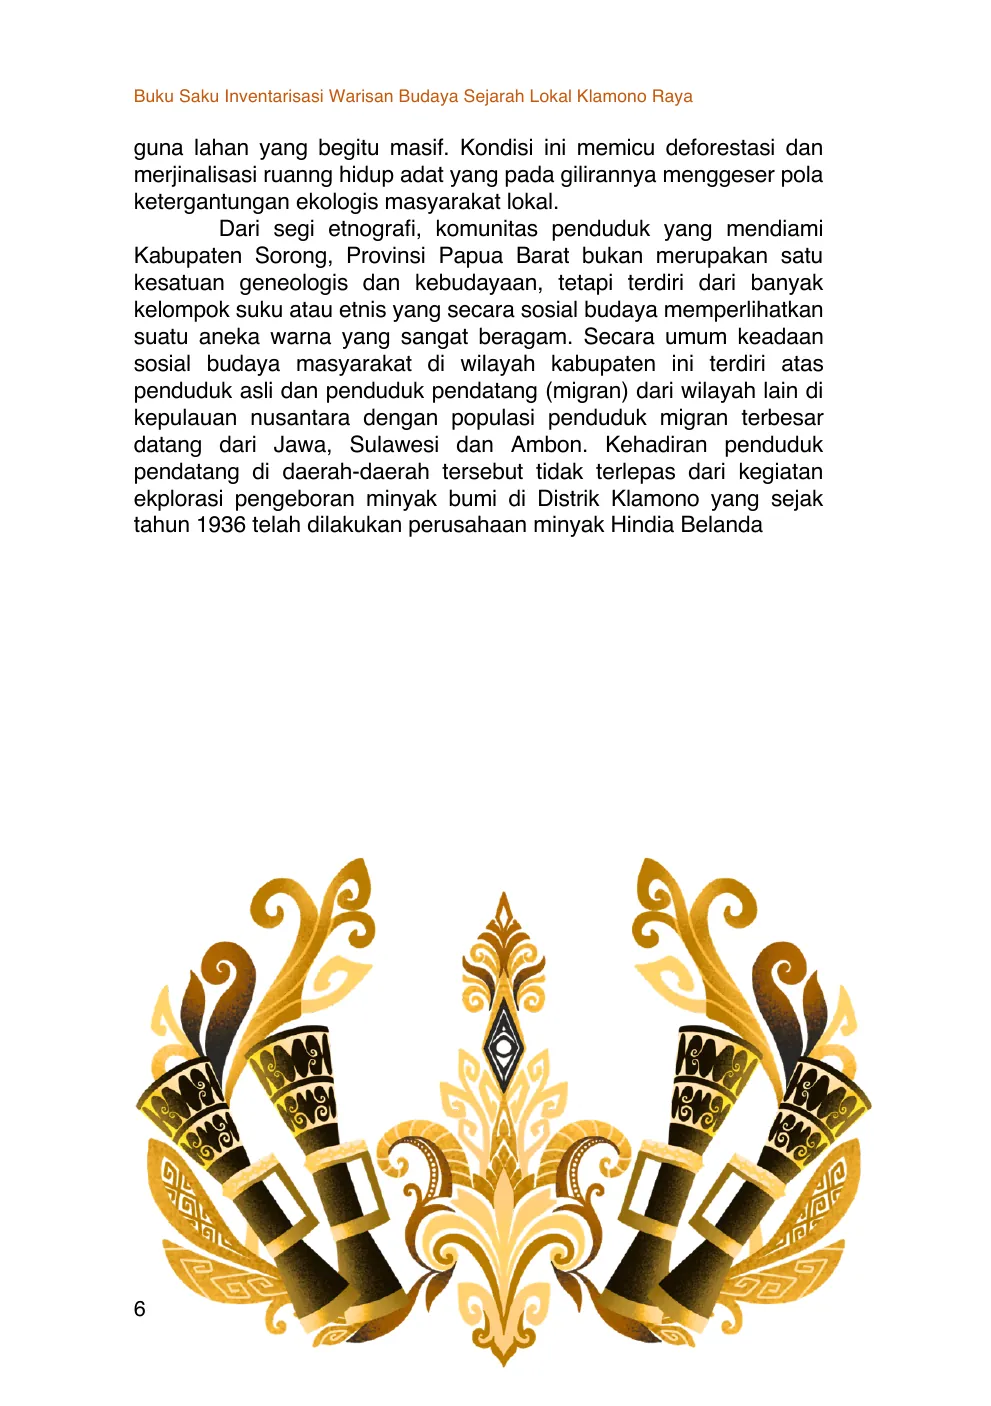 Buku Saku Inventarisasi Warisan Budaya Sejarah Lokal Klamono Raya
guna lahan yang begitu masif. Kondisi ini memicu deforestasi dan
merjinalisasi ruanng hidup adat yang pada gilirannya menggeser pola
ketergantungan ekologis masyarakat lokal.
Dari segi etnografi, komunitas penduduk yang mendiami
Kabupaten Sorong, Provinsi Papua Barat bukan merupakan satu
kesatuan geneologis dan kebudayaan, tetapi terdiri dari banyak
kelompok suku atau etnis yang secara sosial budaya memperlihatkan
suatu aneka warna yang sangat beragam. Secara umum keadaan
sosial budaya masyarakat di wilayah kabupaten ini terdiri atas
penduduk asli dan penduduk pendatang (migran) dari wilayah lain di
kepulauan nusantara dengan populasi penduduk migran terbesar
datang dari Jawa, Sulawesi dan Ambon. Kehadiran penduduk
pendatang di daerah-daerah tersebut tidak terlepas dari kegiatan
ekplorasi pengeboran minyak bumi di Distrik Klamono yang sejak
tahun 1936 telah dilakukan perusahaan minyak Hindia Belanda
6